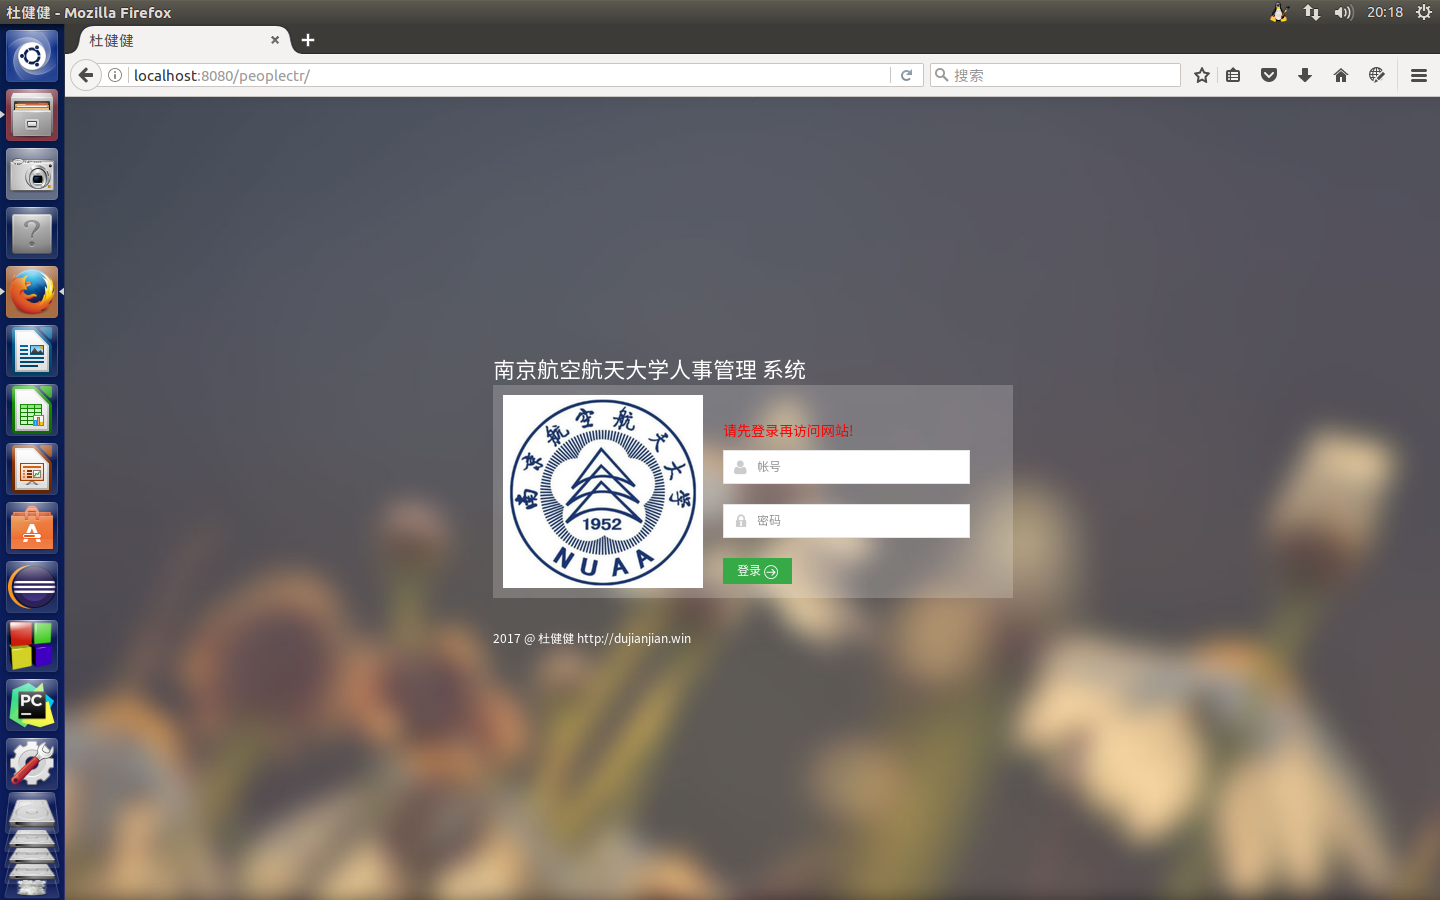 杜健健 - Mozilla Firefox
20:18
杜健健
localhost:8080/peoplectr/
搜索
南京航空航天大学人事管理 系统
南京航空航天大学
1952
NUAA
请先登录再访问网站!
帐号
密码
登录
2017 @ 杜健健 http://dujianjian.win
PC